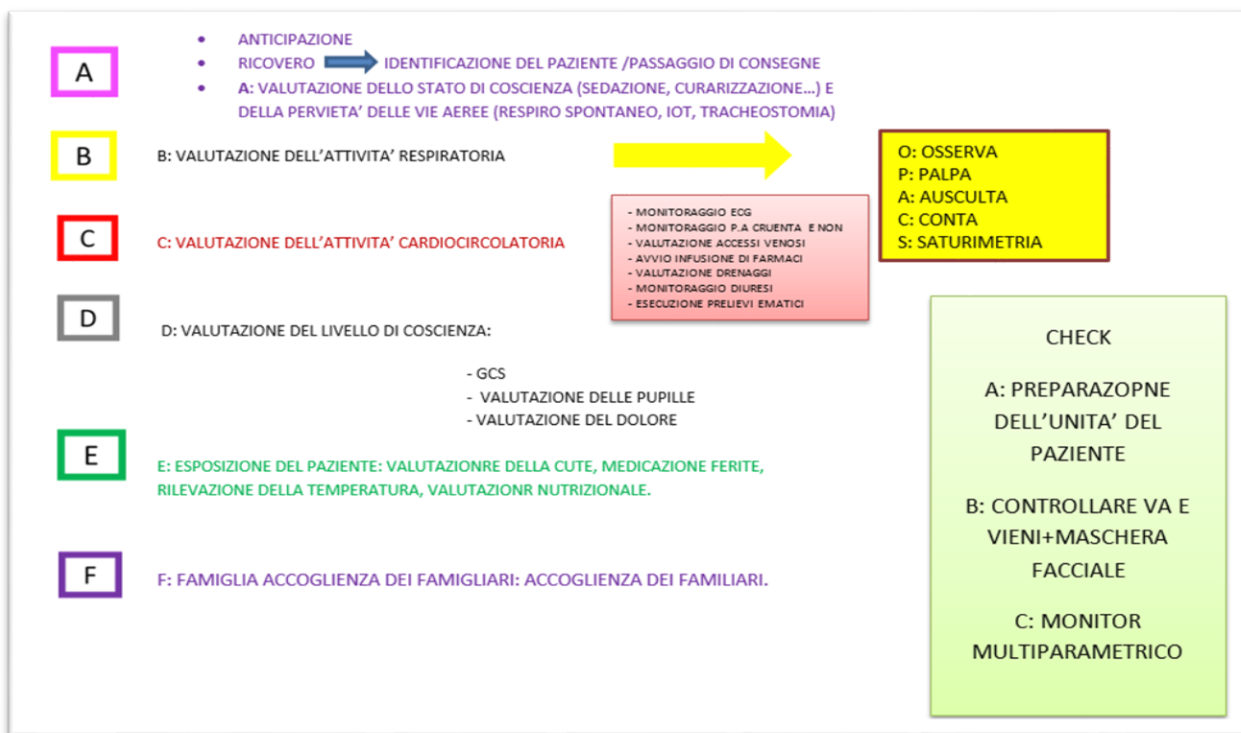 A
• ANTICIPAZIONE
• RICOVERO IDENTIFICAZIONE DEL PAZIENTE /PASSAGGIO DI CONSEGNE
• A: VALUTAZIONE DELLO STATO DI COSCIENZA (SEDAZIONE, CURARIZZAZIONE...) E
DELLA PERVIETA' DELLE VIE AEREE (RESPIRO SPONTANEO, IOT, TRACHEOSTOMIA)
B
B: VALUTAZIONE DELL'ATTIVITA' RESPIRATORIA
O: OSSERVA
P: PALPA
A: AUSCULTA
C: CONTA
S: SATURIMETRIA
C
C: VALUTAZIONE DELL'ATTIVITA' CARDIOCIRCOLATORIA
- MONITORAGGIO ECG
- MONITORAGGIO P.A CRUENTA E NON
- VALUTAZIONE ACCESSI VENOSI
- AVVIO INFUSIONE DI FARMACI
- VALUTAZIONE DRENAGGI
- MONITORAGGIO DIURESI
- ESECUZIONE PRELIEVI EMATICI
D
D: VALUTAZIONE DEL LIVELLO DI COSCIENZA:
- GCS
- VALUTAZIONE DELLE PUPILLE
- VALUTAZIONE DEL DOLORE
E
E: ESPOSIZIONE DEL PAZIENTE: VALUTAZIONRE DELLA CUTE, MEDICAZIONE FERITE,
RILEVAZIONE DELLA TEMPERATURA, VALUTAZIONR NUTRIZIONALE.
F
F: FAMIGLIA ACCOGLIENZA DEI FAMIGLIARI: ACCOGLIENZA DEI FAMILIARI.
CHECK
A: PREPARAZOPNE
DELL'UNITA' DEL
PAZIENTE
B: CONTROLLARE VA E
VIENI+MASCHERA
FACCIALE
C: MONITOR
MULTIPARAMETRICO